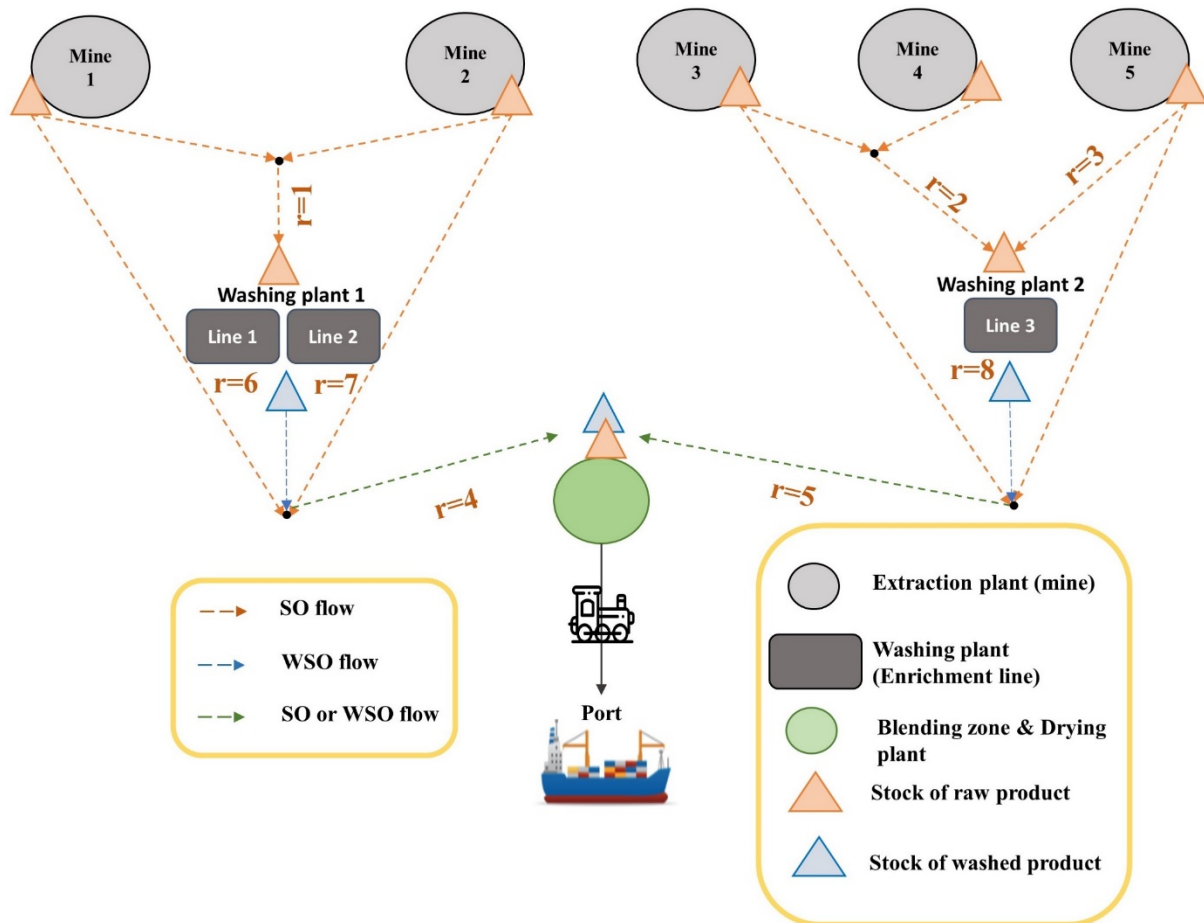 Mine
1
Mine
2
Mine
3
Mine
4
Mine
5
r=1
r=2
r=3
Washing plant 1
Line 1
Line 2
r=6
r=7
Washing plant 2
Line 3
r=8
r=4
r=5
SO flow
WSO flow
SO or WSO flow
Port
Extraction plant (mine)
Washing plant
(Enrichment line)
Blending zone & Drying
plant
Stock of raw product
Stock of washed product